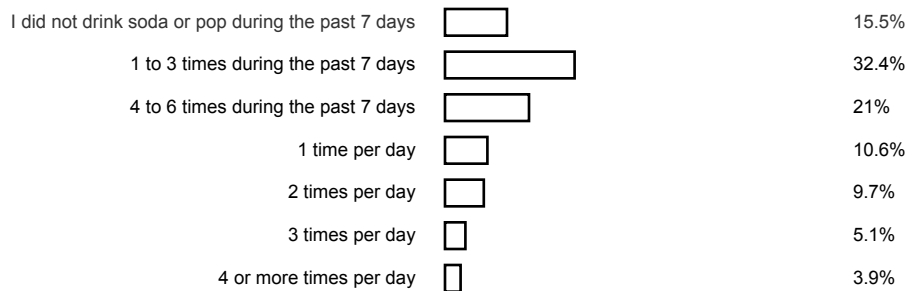 I did not drink soda or pop during the past 7 days 15.5%
1 to 3 times during the past 7 days 32.4%
4 to 6 times during the past 7 days 21%
1 time per day 10.6%
2 times per day 9.7%
3 times per day 5.1%
4 or more times per day 3.9%